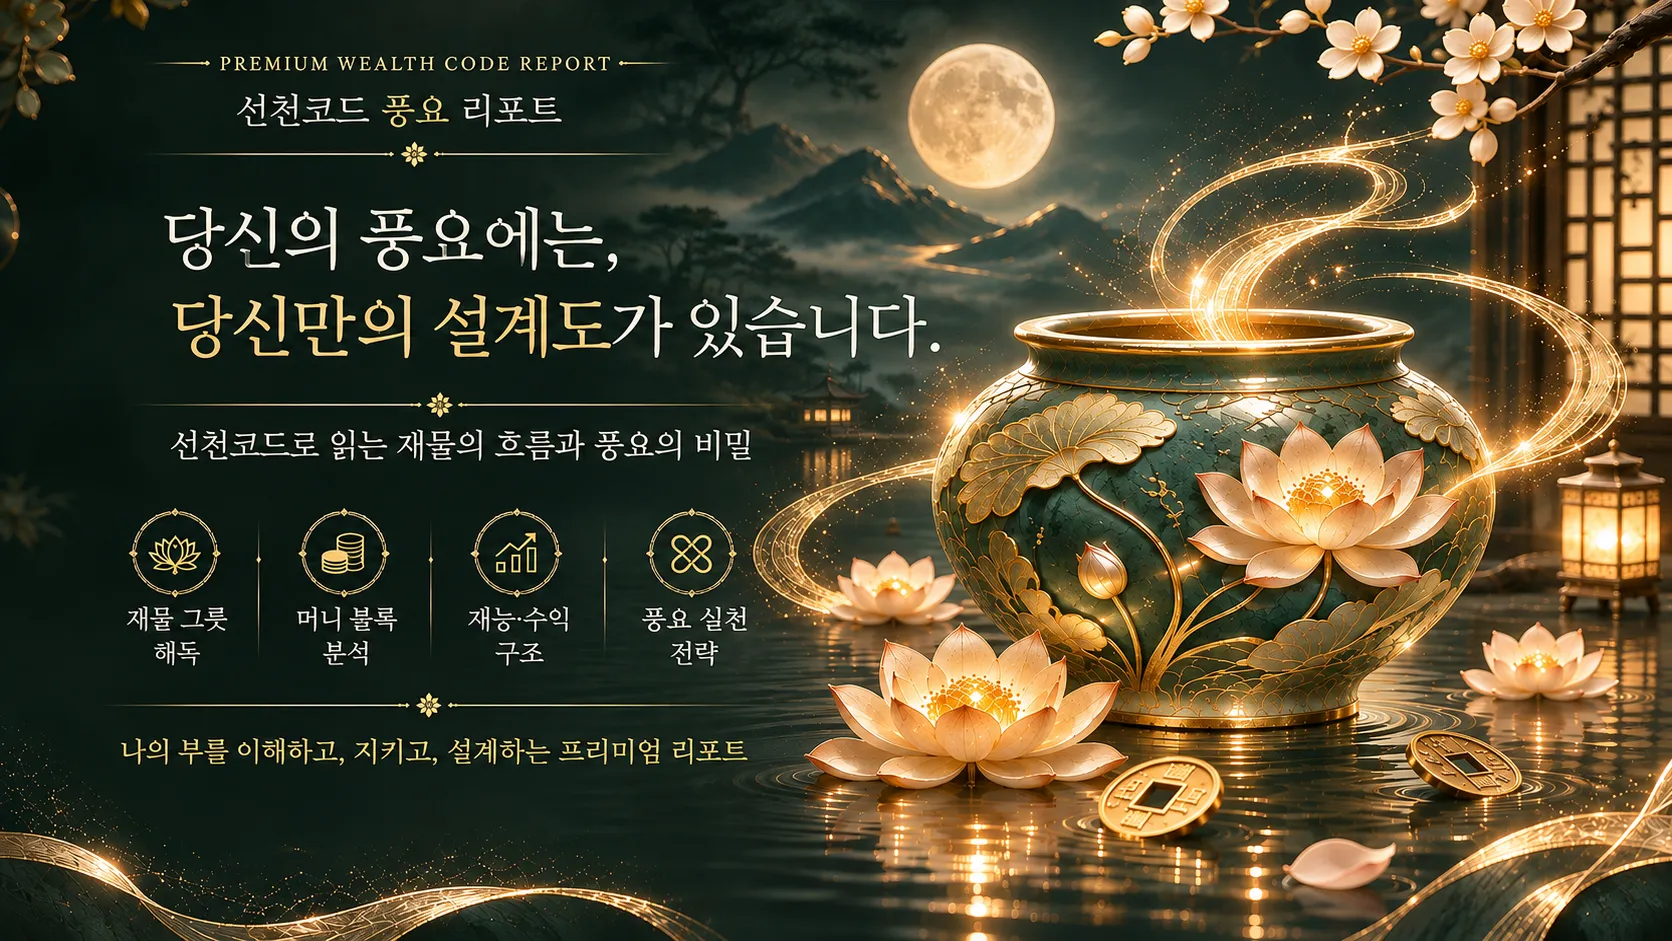 PREMIUM WEALTH CODE REPORT
선천코드 풍요 리포트
당신의 풍요에는,
당신만의 설계도가 있습니다.
선천코드로 읽는 재물의 흐름과 풍요의 비밀
재물 그릇
해독
머니 블록
분석
재능·수익
구조
풍요 실천
전략
나의 부를 이해하고, 지키고, 설계하는 프리미엄 리포트